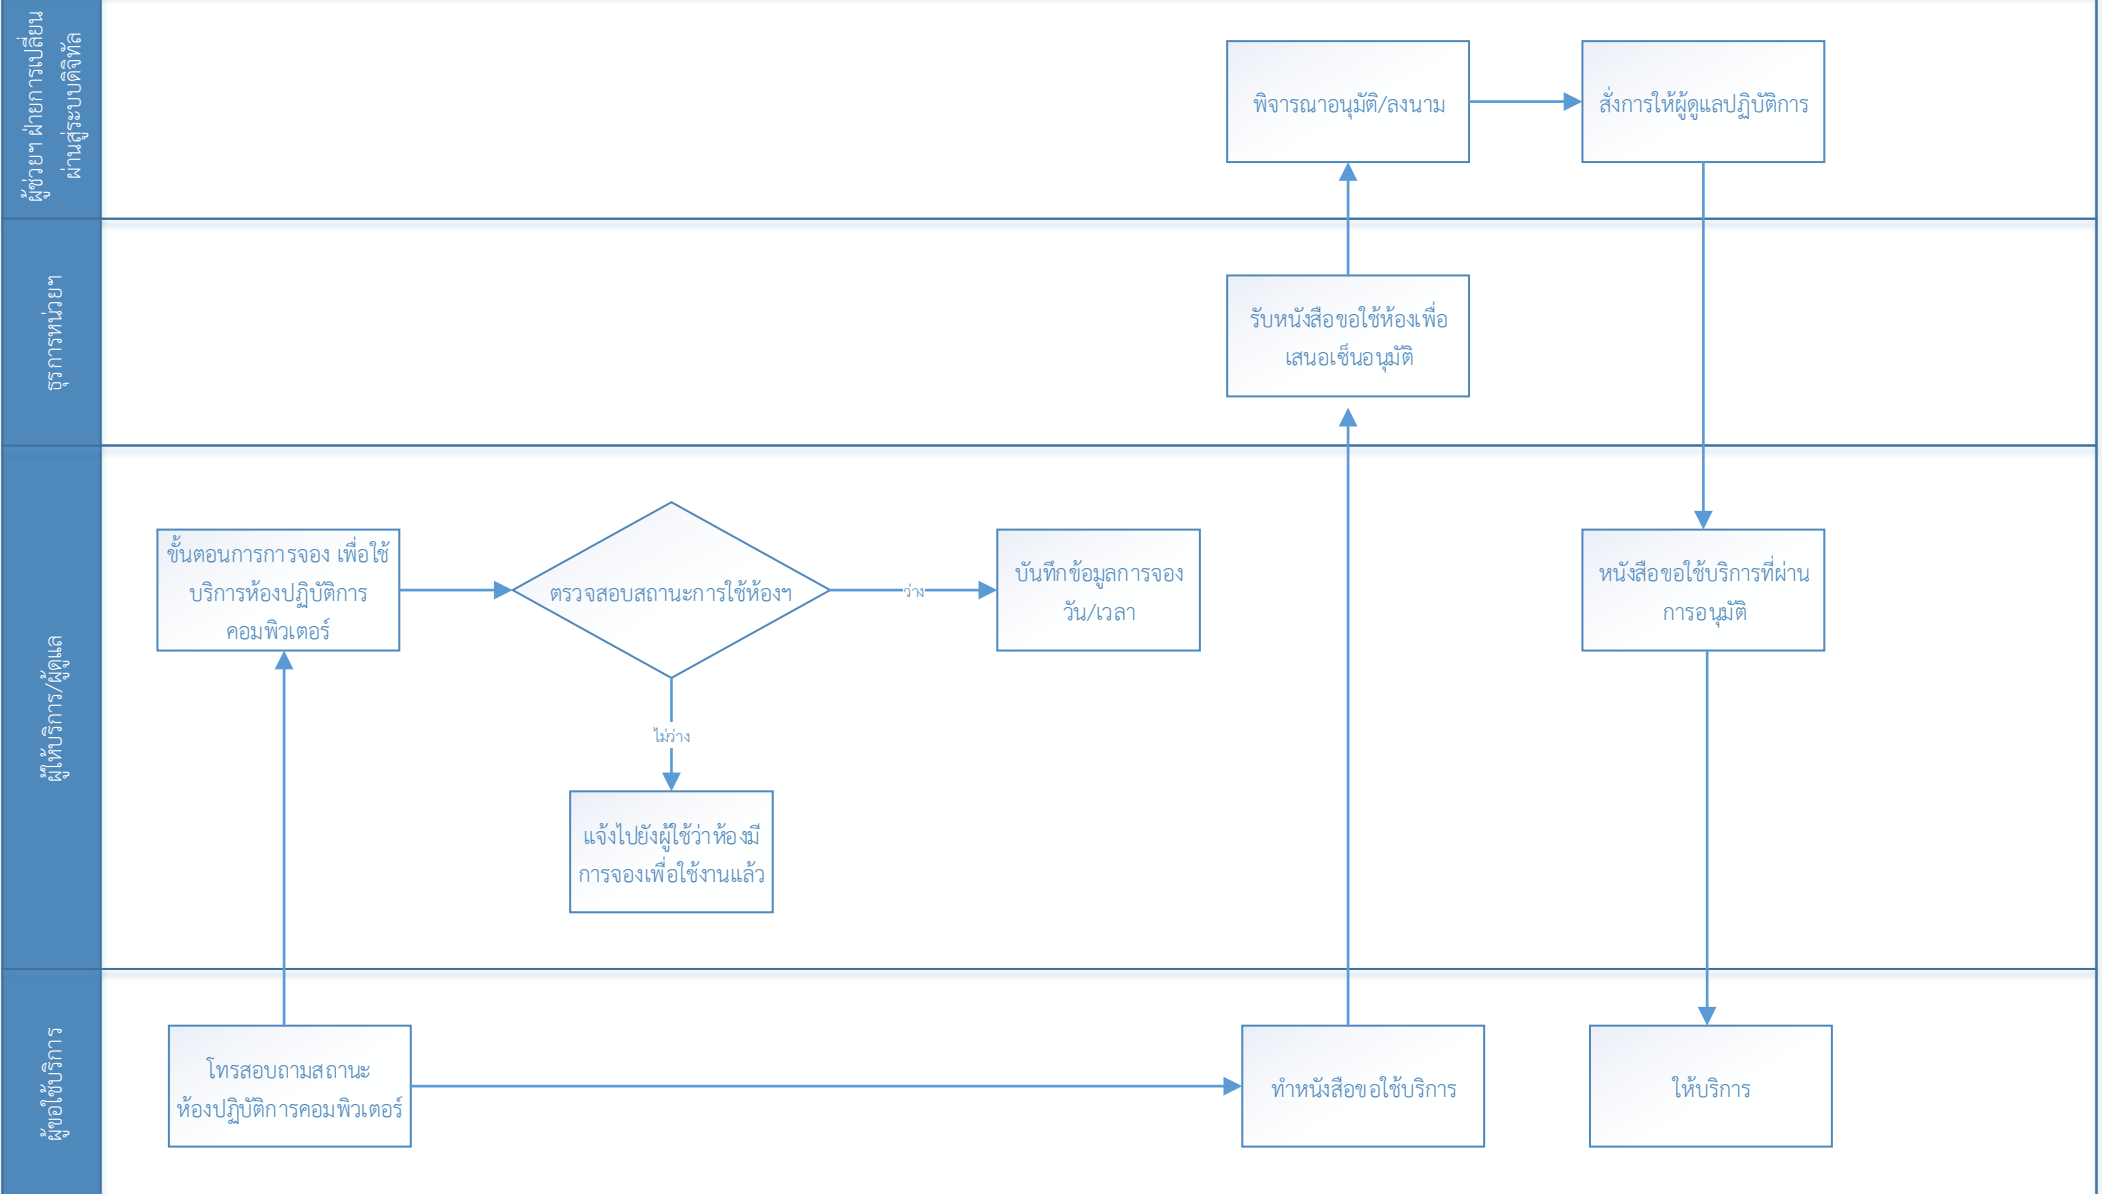 ผู้ช่วยฯ ฝ่ายการเปลี่ยน
ผ่านสู่ระบบดิจิทัล
พิจารณาอนุมัติ/ลงนาม
สั่งการให้ผู้ดูแลปฏิบัติการ
ธุรการหน่วยฯ
รับหนังสือขอใช้ห้องเพื่อ
เสนอเซ็นอนุมัติ
ผู้ให้บริการ/ผู้ดูแล
ขั้นตอนการการจอง เพื่อใช้
บริการห้องปฏิบัติการ
คอมพิวเตอร์
ตรวจสอบสถานะการใช้ห้องฯ
ว่าง
บันทึกข้อมูลการจอง
วัน/เวลา
หนังสือขอใช้บริการที่ผ่าน
การอนุมัติ
ไม่ว่าง
แจ้งไปยังผู้ใช้ว่าห้องมี
การจองเพื่อใช้งานแล้ว
ผู้ขอใช้บริการ
โทรสอบถามสถานะ
ห้องปฏิบัติการคอมพิวเตอร์
ทำหนังสือขอใช้บริการ
ให้บริการ